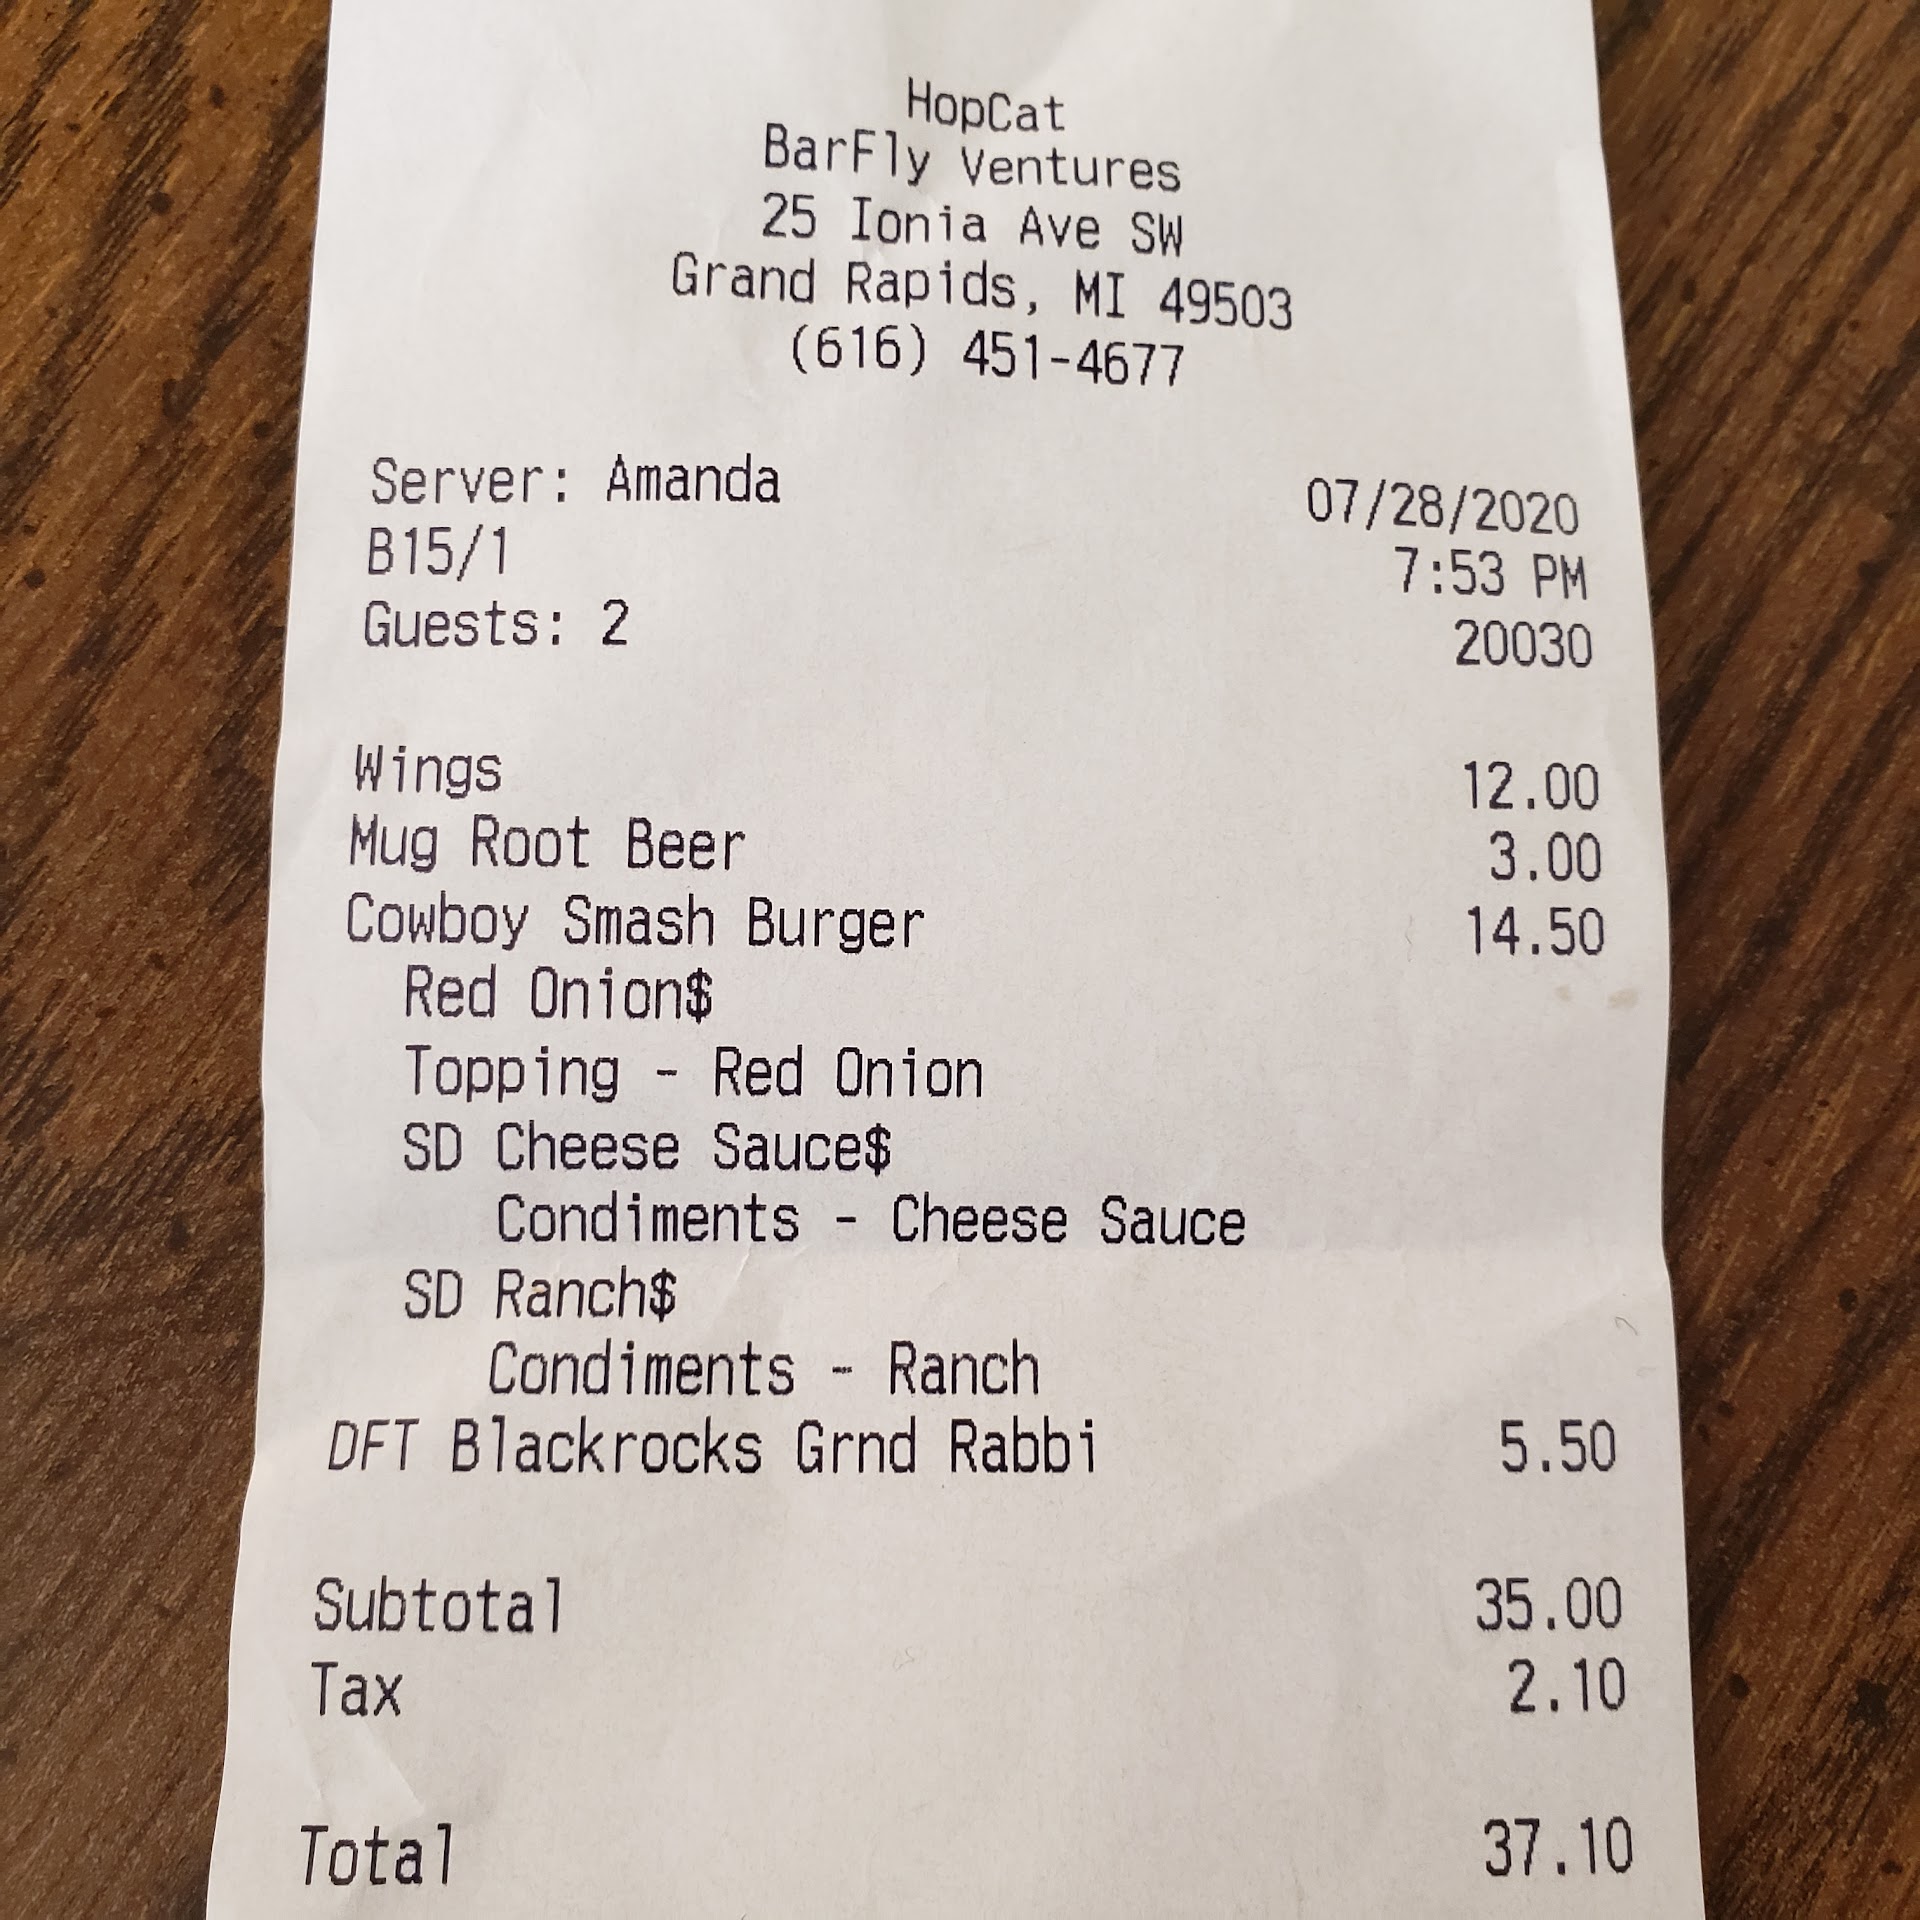 HopCat
BarFly Ventures
25 Ionia Ave SW
Grand Rapids, MI 49503
(616) 451-4677
Server: Amanda 07/28/2020
B15/1 7:53 PM
Guests: 2 20030
Wings 12.00
Mug Root Beer 3.00
Cowboy Smash Burger 14.50
Red Onion$
Topping - Red Onion
SD Cheese Sauce$
Condiments - Cheese Sauce
SD Ranch$
Condiments - Ranch
DFT Blackrocks Grnd Rabbi 5.50
Subtotal 35.00
Tax 2.10
Total 37.10